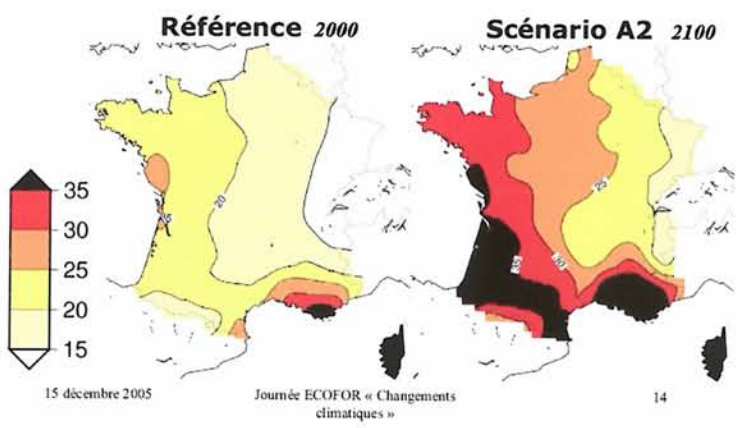 Référence 2000
Scénario A2 2100
35
30
25
20
15
20
25
30
35
15 décembre 2005
Journée ECOFOR « Changements
climatiques »
14